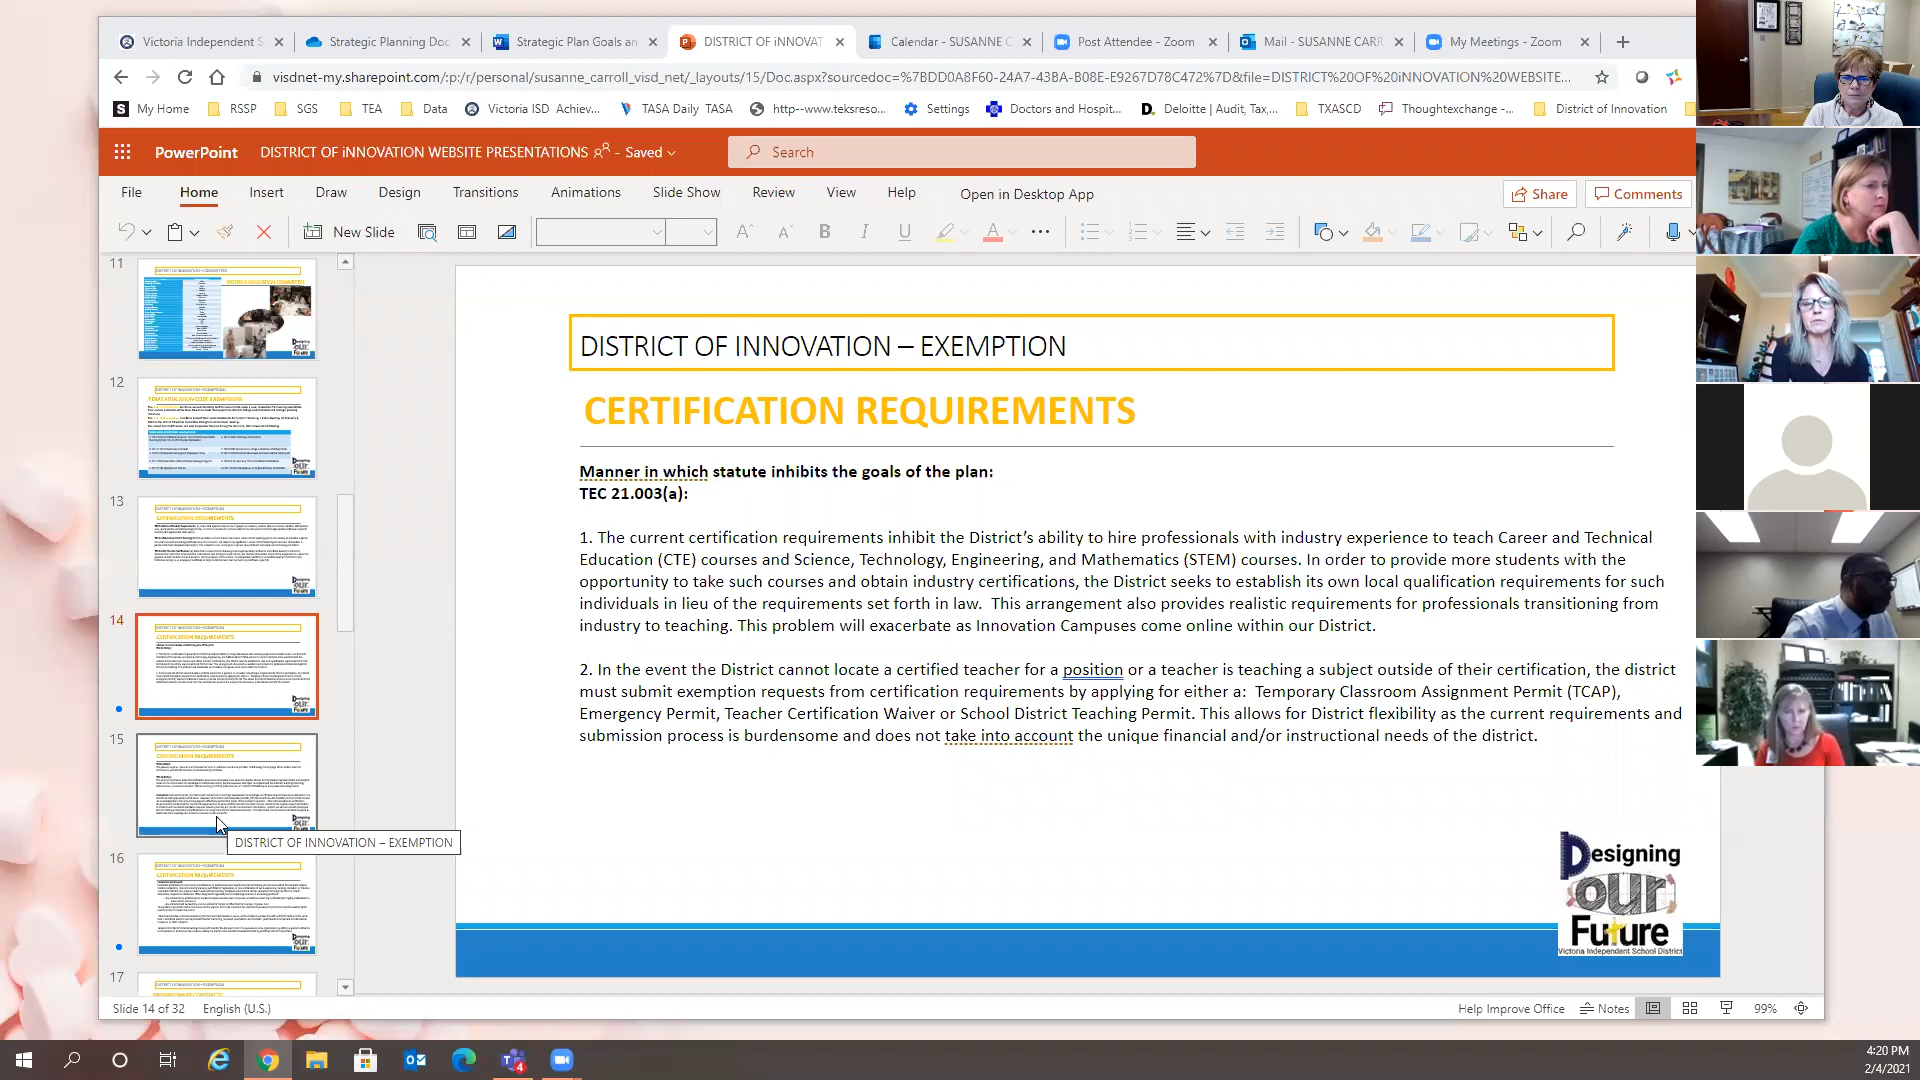 Victoria Independent S
Strategic Planning Doc
Strategic Plan Goals an
DISTRICT OF iNNOVAT
Calendar - SUSANNE C
Post Attendee - Zoom
Mail - SUSANNE CARR
My Meetings - Zoom
visdnet-my.sharepoint.com/:p:/r/personal/susanne_carroll_visd_net/_layouts/15/Doc.aspx?sourcedoc=%7BDD0A8F60-24A7-43BA-B08E-E9267D78C472%7D&file=DISTRICT%20OF%20iNNOVATION%20WEBSITE...
My Home RSSP SGS TEA Data Victoria ISD Achiev... TASA Daily TASA http--www.teksreso... Settings Doctors and Hospit... Deloitte | Audit, Tax,... TXASCD Thoughtexchange -... District of Innovation
PowerPoint DISTRICT OF iNNOVATION WEBSITE PRESENTATIONS - Saved Search
File Home Insert Draw Design Transitions Animations Slide Show Review View Help Open in Desktop App Share Comments
New Slide
11
12
13
14
15
16
17
DISTRICT OF INNOVATION – EXEMPTION
DISTRICT OF INNOVATION – EXEMPTION
CERTIFICATION REQUIREMENTS
Manner in which statute inhibits the goals of the plan:
TEC 21.003(a):
1. The current certification requirements inhibit the District's ability to hire professionals with industry experience to teach Career and Technical
Education (CTE) courses and Science, Technology, Engineering, and Mathematics (STEM) courses. In order to provide more students with the
opportunity to take such courses and obtain industry certifications, the District seeks to establish its own local qualification requirements for such
individuals in lieu of the requirements set forth in law. This arrangement also provides realistic requirements for professionals transitioning from
industry to teaching. This problem will exacerbate as Innovation Campuses come online within our District.
2. In the event the District cannot locate a certified teacher for a position or a teacher is teaching a subject outside of their certification, the district
must submit exemption requests from certification requirements by applying for either a: Temporary Classroom Assignment Permit (TCAP),
Emergency Permit, Teacher Certification Waiver or School District Teaching Permit. This allows for District flexibility as the current requirements and
submission process is burdensome and does not take into account the unique financial and/or instructional needs of the district.
Designing
our
Future
Victoria Independent School District
Slide 14 of 32 English (U.S.) Help Improve Office Notes 99%
4:20 PM
2/4/2021